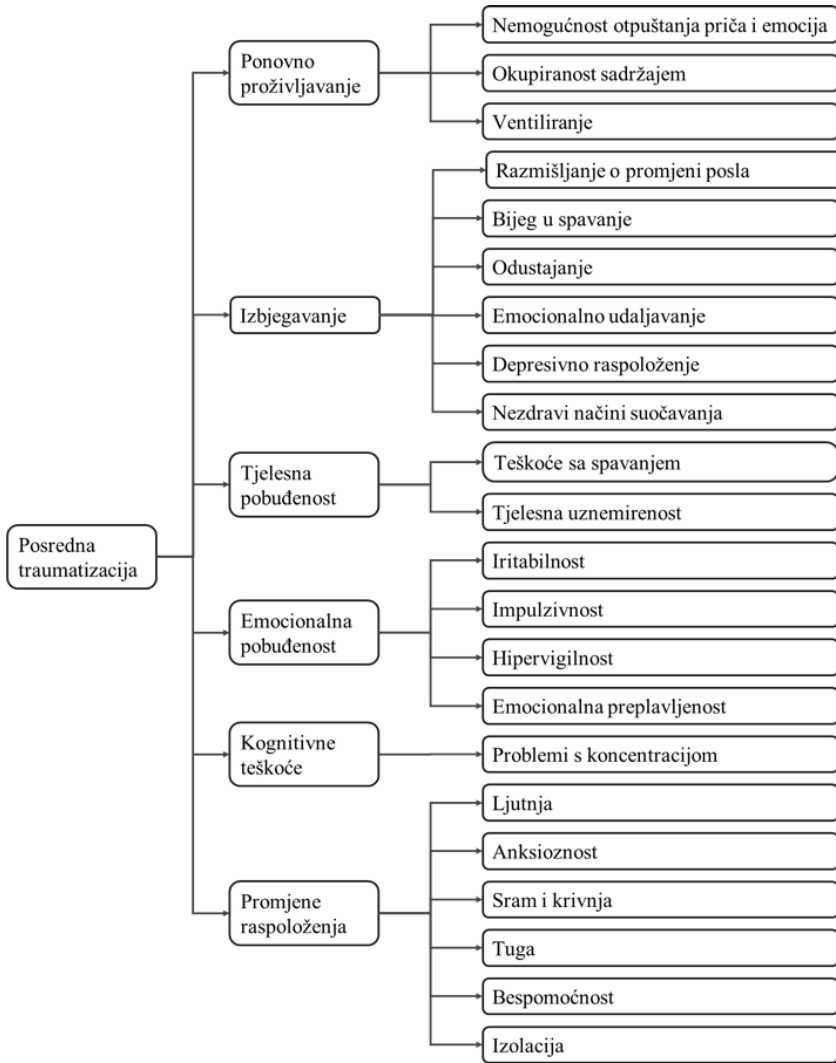 Posredna
traumatizacija
Ponovno
proživljavanje
Nemogućnost otpuštanja priča i emocija
Okupiranost sadržajem
Ventiliranje
Izbjegavanje
Razmišljanje o promjeni posla
Bijeg u spavanje
Odustajanje
Emocionalno udaljavanje
Depresivno raspoloženje
Nezdravi načini suočavanja
Tjelesna
pobuđenost
Teškoće sa spavanjem
Tjelesna uznemirenost
Emocionalna
pobuđenost
Iritabilnost
Impulzivnost
Hipervigilnost
Emocionalna preplavljenost
Kognitivne
teškoće
Problemi s koncentracijom
Promjene
raspoloženja
Ljutnja
Anksioznost
Sram i krivnja
Tuga
Bespomoćnost
Izolacija